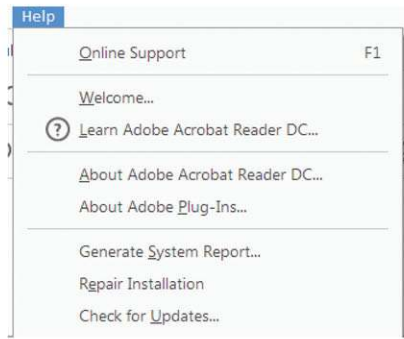 Help
Online Support F1
Welcome...
Learn Adobe Acrobat Reader DC...
About Adobe Acrobat Reader DC...
About Adobe Plug-Ins...
Generate System Report...
Repair Installation
Check for Updates...